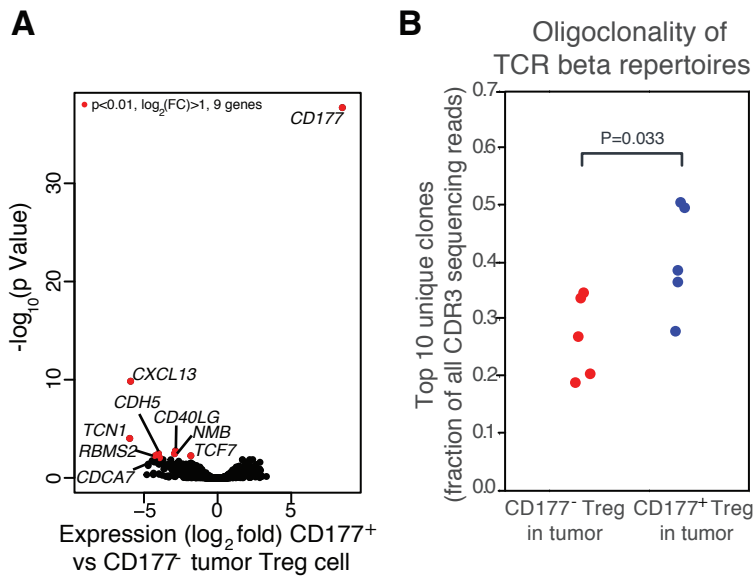 A
p<0.01, log2(FC)>1, 9 genes
CD177
-log10(p Value)
30
20
10
0
CXCL13
CDH5
CD40LG
TCN1
NMB
RBMS2
TCF7
CDCA7
−5
0
5
Expression (log2 fold) CD177+
vs CD177- tumor Treg cell
B
Oligoclonality of
TCR beta repertoires
Top 10 unique clones
(fraction of all CDR3 sequencing reads)
0.7
0.6
0.5
0.4
0.3
0.2
0.1
0.0
P=0.033
CD177- Treg
in tumor
CD177+ Treg
in tumor